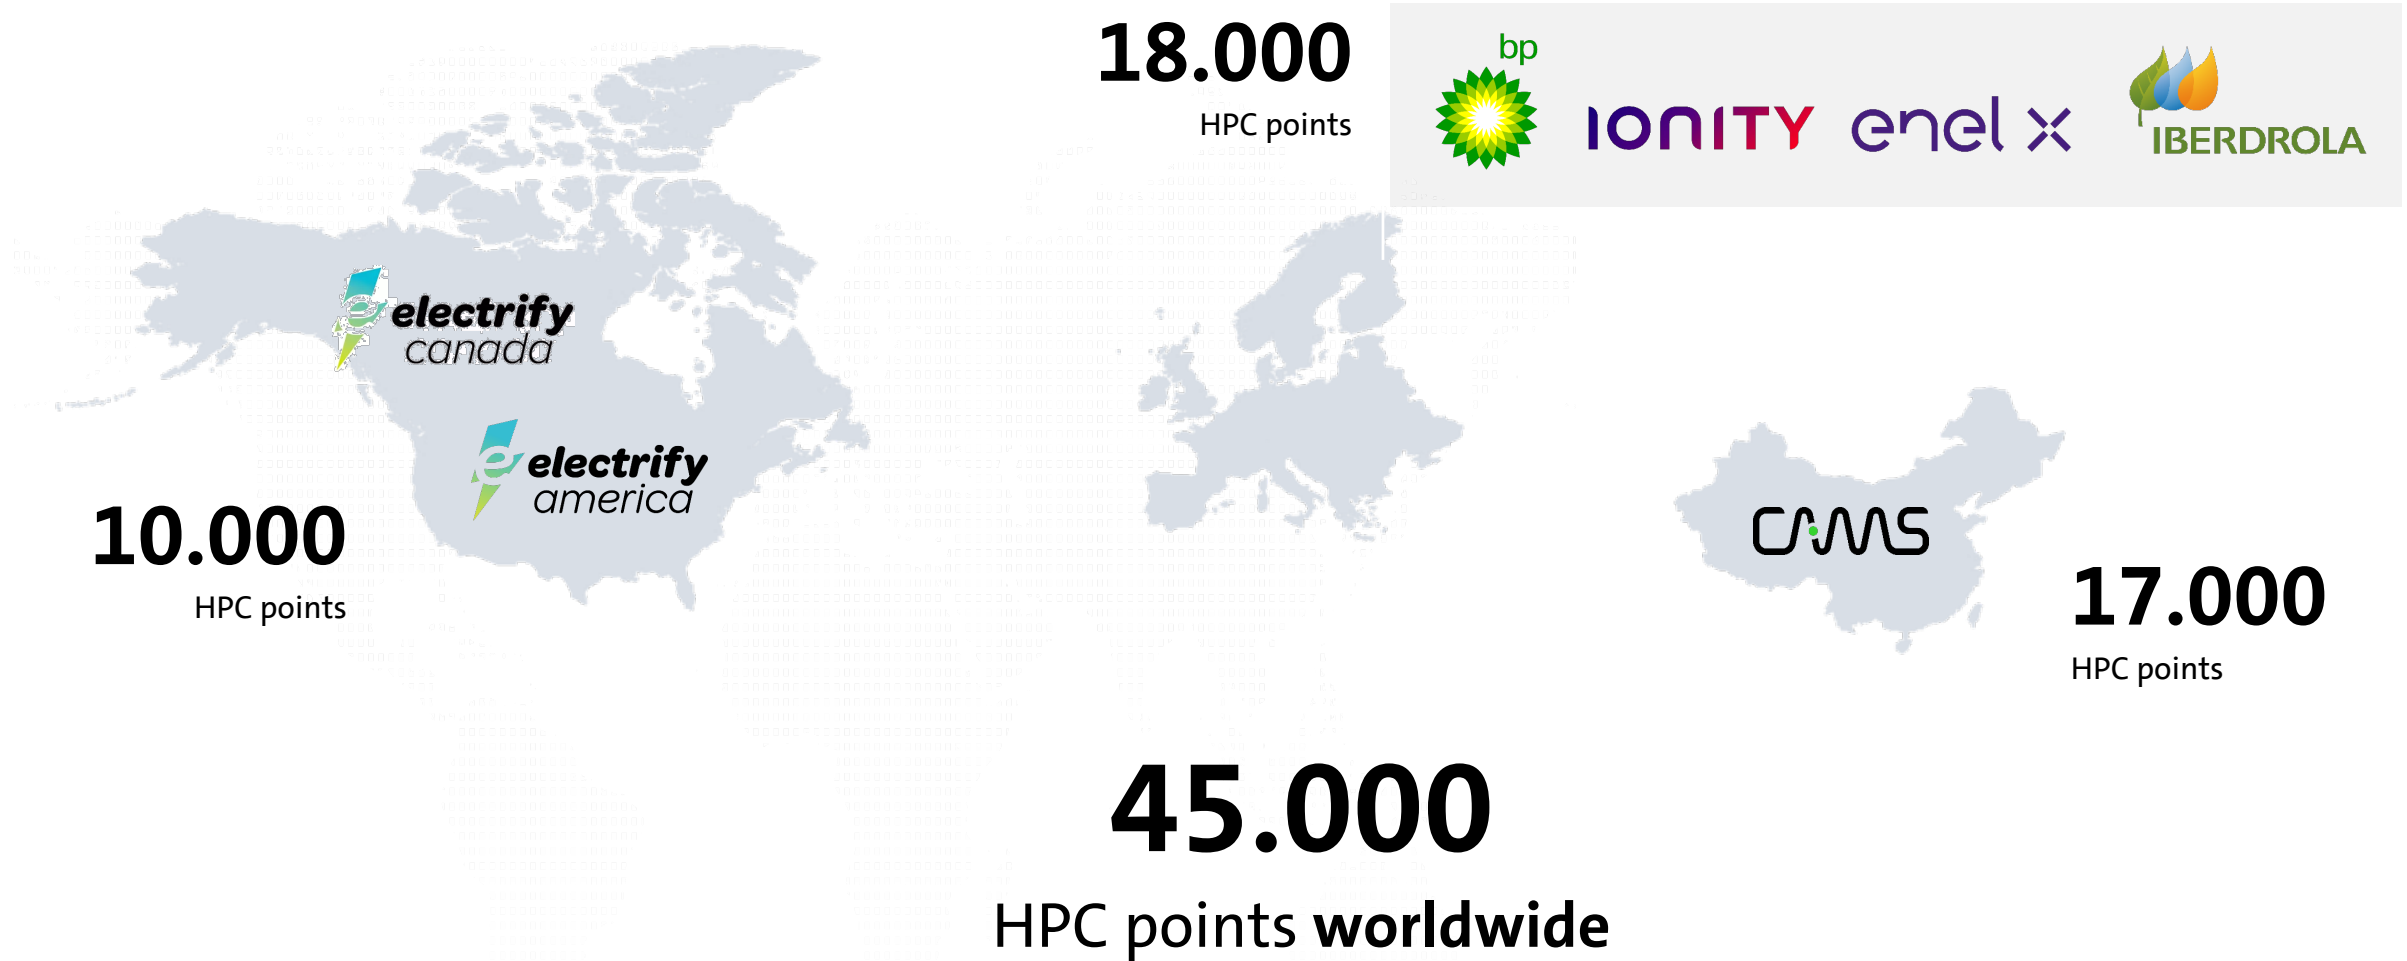 18.000
HPC points
bp
IONITY
enel x
IBERDROLA
electrify
canada
electrify
america
10.000
HPC points
CAMS
17.000
HPC points
45.000
HPC points worldwide